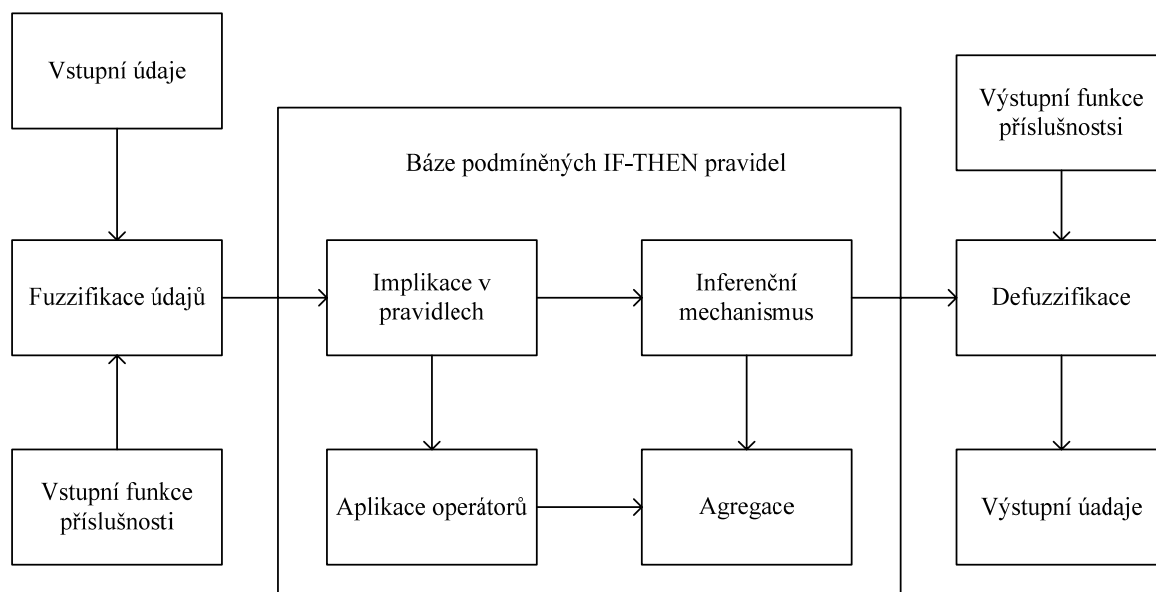 Vstupní údaje
Výstupní funkce
příslušnostsi
Báze podmíněných IF-THEN pravidel
Fuzzifikace údajů
Implikace v
pravidlech
Inferenční
mechanismus
Defuzzifikace
Vstupní funkce
příslušnosti
Aplikace operátorů
Agregace
Výstupní úadaje